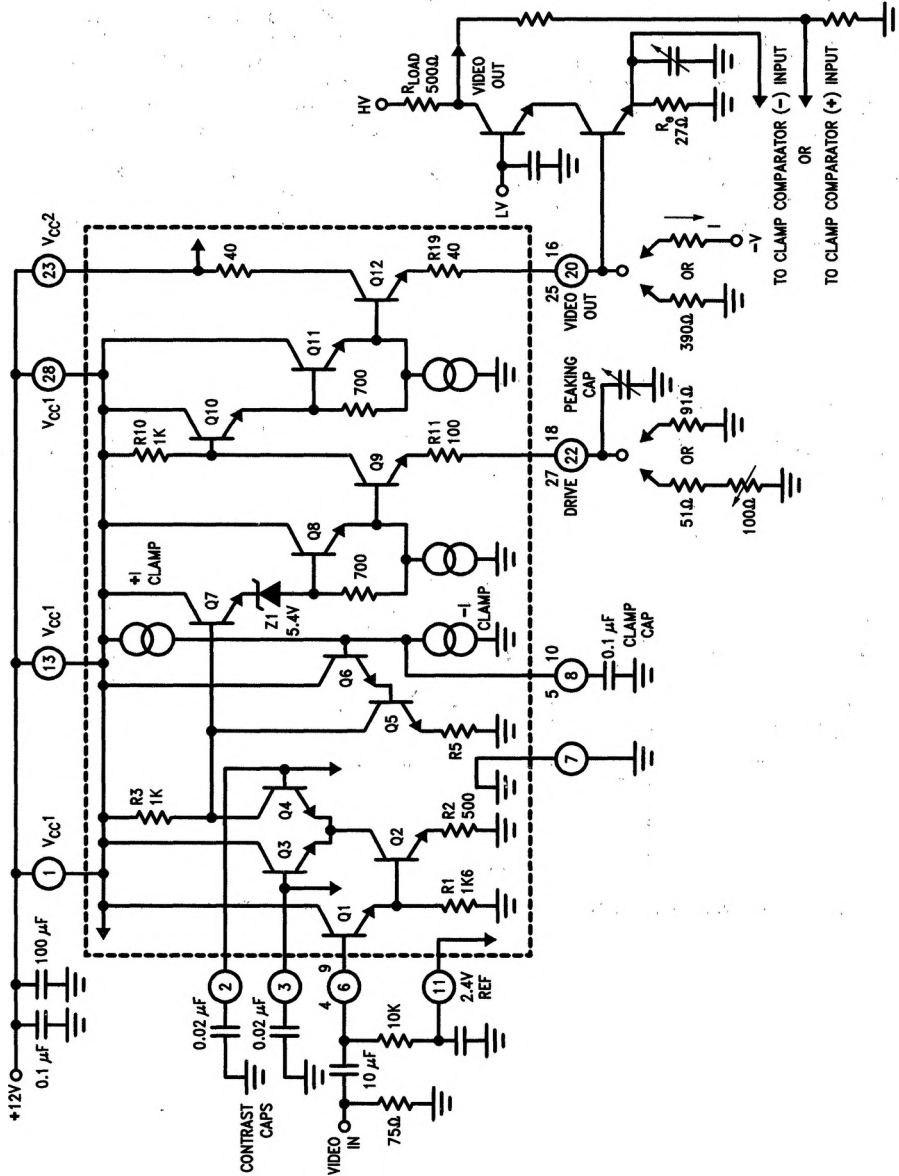 +12V
0.1 μF
100 μF
1
VCC1
13
VCC1
28
VCC1
23
VCC2
+I
CLAMP
R3
1K
R10
1K
40
Q7
Q10
Q11
Q12
Z1
5.4V
Q8
Q9
700
700
R11
100
R19
40
Q3
Q4
Q6
Q5
Q1
Q2
R1
1K6
R2
500
R5
-I
CLAMP
0.02 μF
2
0.02 μF
3
CONTRAST
CAPS
VIDEO
IN
75Ω
10 μF
4
6
9
10K
11
2.4V
REF
7
5
8
10
0.1 μF
CLAMP
CAP
27
22
18
DRIVE
PEAKING
CAP
51Ω
100Ω
OR
91Ω
25
20
16
VIDEO
OUT
390Ω
OR
I
-V
HV
RLOAD
500Ω
VIDEO
OUT
LV
Re
27Ω
TO CLAMP COMPARATOR (-) INPUT
OR
TO CLAMP COMPARATOR (+) INPUT